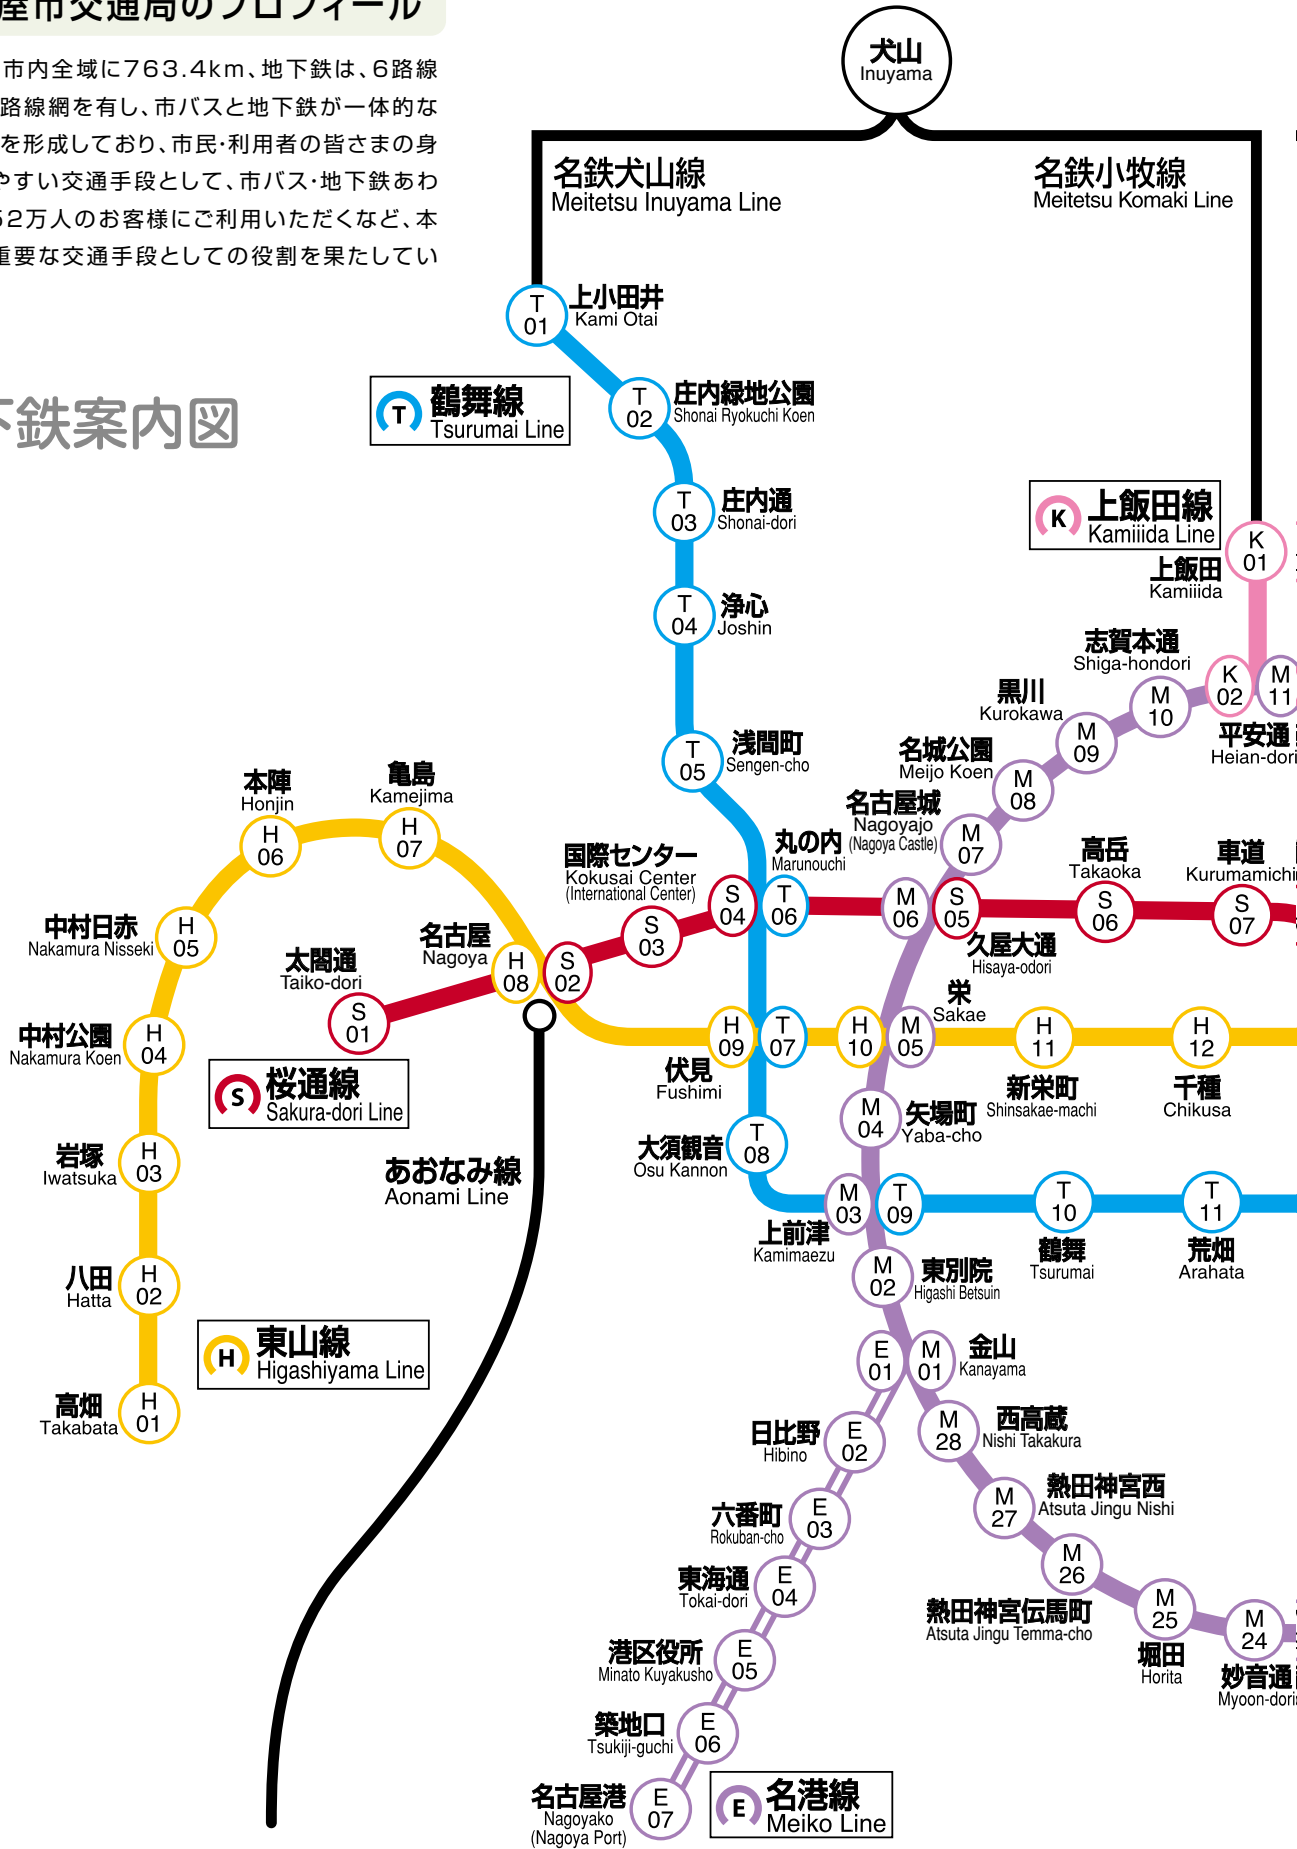 屋市交通局のプロフィール
市内全域に763.4km、地下鉄は、6路線
路線網を有し、市バスと地下鉄が一体的な
を形成しており、市民・利用者の皆さまの身
やすい交通手段として、市バス・地下鉄あわ
52万人のお客様にご利用いただくなど、本
重要な交通手段としての役割を果たしてい
下鉄案内図
犬山
Inuyama
名鉄犬山線
Meitetsu Inuyama Line
名鉄小牧線
Meitetsu Komaki Line
T
01
上小田井
Kami Otai
T
鶴舞線
Tsurumai Line
T
02
庄内緑地公園
Shonai Ryokuchi Koen
T
03
庄内通
Shonai-dori
K
上飯田線
Kamiiida Line
K
01
上飯田
Kamiiida
T
04
浄心
Joshin
志賀本通
Shiga-hondori
M
10
K
02
M
11
平安通
Heian-dori
黒川
Kurokawa
M
09
T
05
浅間町
Sengen-cho
名城公園
Meijo Koen
M
08
名古屋城
Nagoyajo
(Nagoya Castle)
M
07
本陣
Honjin
H
06
亀島
Kamejima
H
07
国際センター
Kokusai Center
(International Center)
S
03
丸の内
Marunouchi
S
04
T
06
M
06
S
05
久屋大通
Hisaya-odori
高岳
Takaoka
S
06
車道
Kurumamichi
S
07
中村日赤
Nakamura Nisseki
H
05
太閤通
Taiko-dori
S
01
名古屋
Nagoya
H
08
S
02
栄
Sakae
中村公園
Nakamura Koen
H
04
H
09
T
07
伏見
Fushimi
H
10
M
05
H
11
新栄町
Shinsakae-machi
H
12
千種
Chikusa
S
桜通線
Sakura-dori Line
M
04
矢場町
Yaba-cho
岩塚
Iwatsuka
H
03
あおなみ線
Aonami Line
大須観音
Osu Kannon
T
08
M
03
T
09
上前津
Kamimaezu
T
10
鶴舞
Tsurumai
T
11
荒畑
Arahata
八田
Hatta
H
02
M
02
東別院
Higashi Betsuin
H
東山線
Higashiyama Line
E
01
M
01
金山
Kanayama
高畑
Takabata
H
01
日比野
Hibino
E
02
M
28
西高蔵
Nishi Takakura
六番町
Rokuban-cho
E
03
M
27
熱田神宮西
Atsuta Jingu Nishi
東海通
Tokai-dori
E
04
M
26
熱田神宮伝馬町
Atsuta Jingu Temma-cho
M
25
堀田
Horita
M
24
妙音通
Myoon-dori
港区役所
Minato Kuyakusho
E
05
築地口
Tsukiji-guchi
E
06
名古屋港
Nagoyako
(Nagoya Port)
E
07
E
名港線
Meiko Line